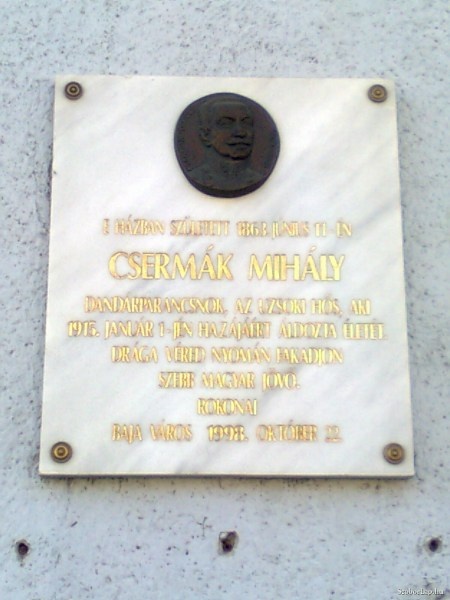 E HÁZBAN SZÜLETETT 1863. JÚNIUS 11-ÉN
CSERMÁK MIHÁLY
DANDÁRPARANCSNOK, AZ UZSOKI HŐS, AKI
1915. JANUÁR 1-JÉN HAZÁJÁÉRT ÁLDOZTA ÉLETÉT.
DRÁGA VÉRED NYOMÁN FAKADJON
SZEBB MAGYAR JÖVŐ.
ROKONAI
BAJA VÁROS 1998. OKTÓBER 22.